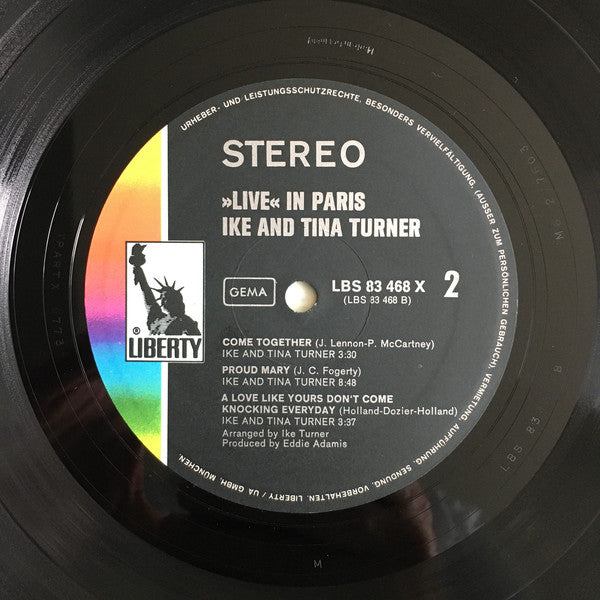 URHEBER- UND LEISTUNGSSCHUTZRECHTE, BESONDERS VERVIELFÄLTIGUNG, (AUSSER ZUM PERSÖNLICHEN GEBRAUCH), VERMIETUNG, AUFFÜHRUNG, SENDUNG, VORBEHALTEN. LIBERTY / UA GMBH, MÜNCHEN.
STEREO
»LIVE« IN PARIS
IKE AND TINA TURNER
GEMA
LBS 83 468 X 2
(LBS 83 468 B)
® LIBERTY
COME TOGETHER (J. Lennon-P. McCartney)
IKE AND TINA TURNER 3:30
PROUD MARY (J. C. Fogerty)
IKE AND TINA TURNER 8:48
A LOVE LIKE YOURS DON'T COME
KNOCKING EVERYDAY (Holland-Dozier-Holland)
IKE AND TINA TURNER 3:37
Arranged by Ike Turner
Produced by Eddie Adamis
LBS 83
B
M